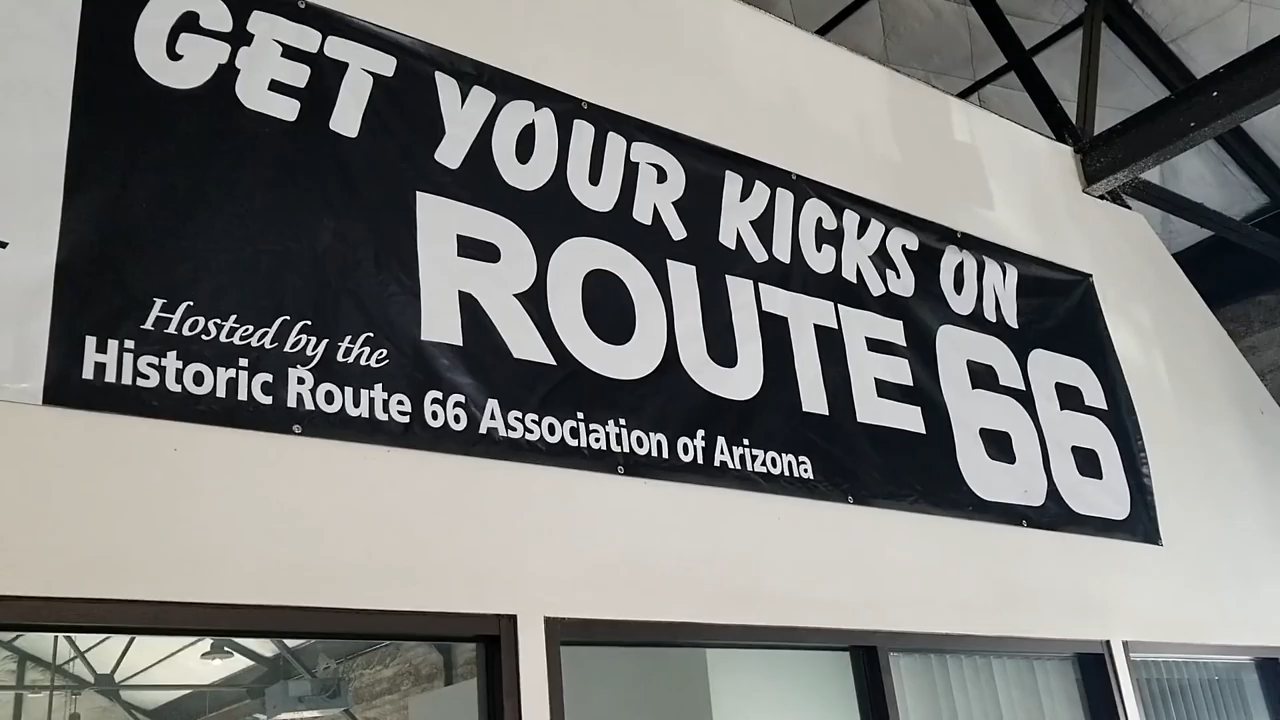 GET YOUR KICKS ON
ROUTE 66
Hosted by the
Historic Route 66 Association of Arizona